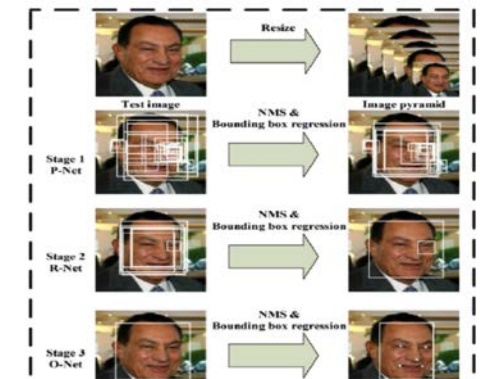 Resize
Test image
Image pyramid
NMS &
Bounding box regression
Stage 1
P-Net
NMS &
Bounding box regression
Stage 2
R-Net
NMS &
Bounding box regression
Stage 3
O-Net